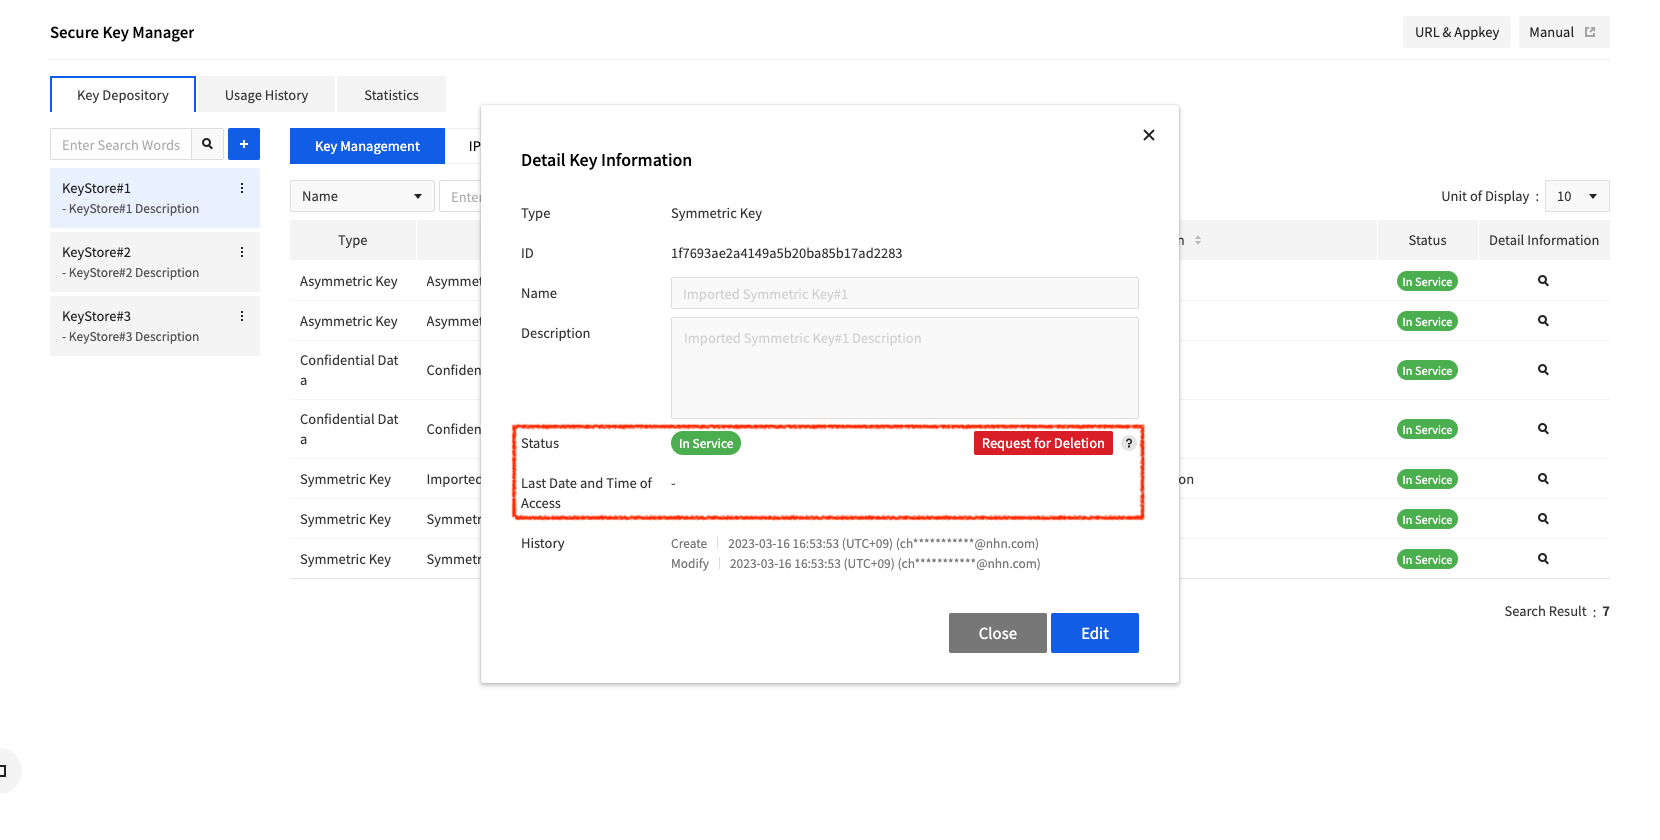 Secure Key Manager
URL & Appkey
Manual
Key Depository
Usage History
Statistics
Enter Search Words
+
KeyStore#1
- KeyStore#1 Description
KeyStore#2
- KeyStore#2 Description
KeyStore#3
- KeyStore#3 Description
Key Management
IP
Name
Enter
Unit of Display :
10
Type
Status
Detail Information
Asymmetric Key
In Service
Asymmetric Key
In Service
Confidential Dat
a
Confiden
In Service
Confidential Dat
a
Confiden
In Service
Symmetric Key
Imported
on
In Service
Symmetric Key
Symmetr
In Service
Symmetric Key
Symmetr
In Service
Search Result : 7
Detail Key Information
Type
Symmetric Key
ID
1f7693ae2a4149a5b20ba85b17ad2283
Name
Imported Symmetric Key#1
Description
Imported Symmetric Key#1 Description
Status
In Service
Request for Deletion
?
Last Date and Time of
Access
-
History
Create | 2023-03-16 16:53:53 (UTC+09) (ch***********@nhn.com)
Modify | 2023-03-16 16:53:53 (UTC+09) (ch***********@nhn.com)
Close
Edit